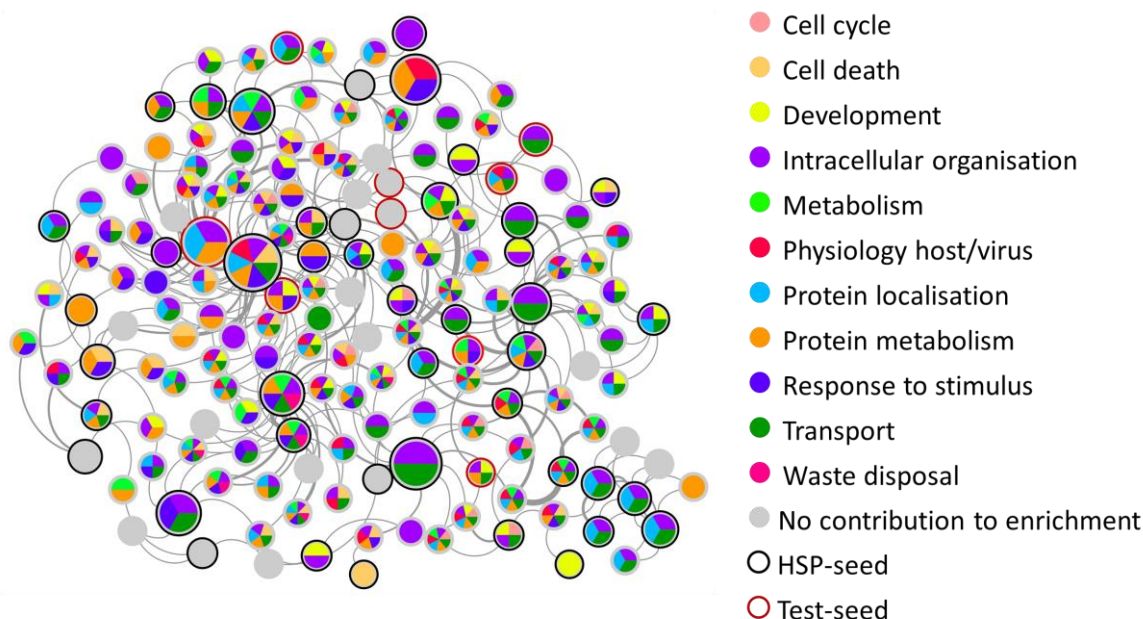 Cell cycle
Cell death
Development
Intracellular organisation
Metabolism
Physiology host/virus
Protein localisation
Protein metabolism
Response to stimulus
Transport
Waste disposal
No contribution to enrichment
HSP-seed
Test-seed